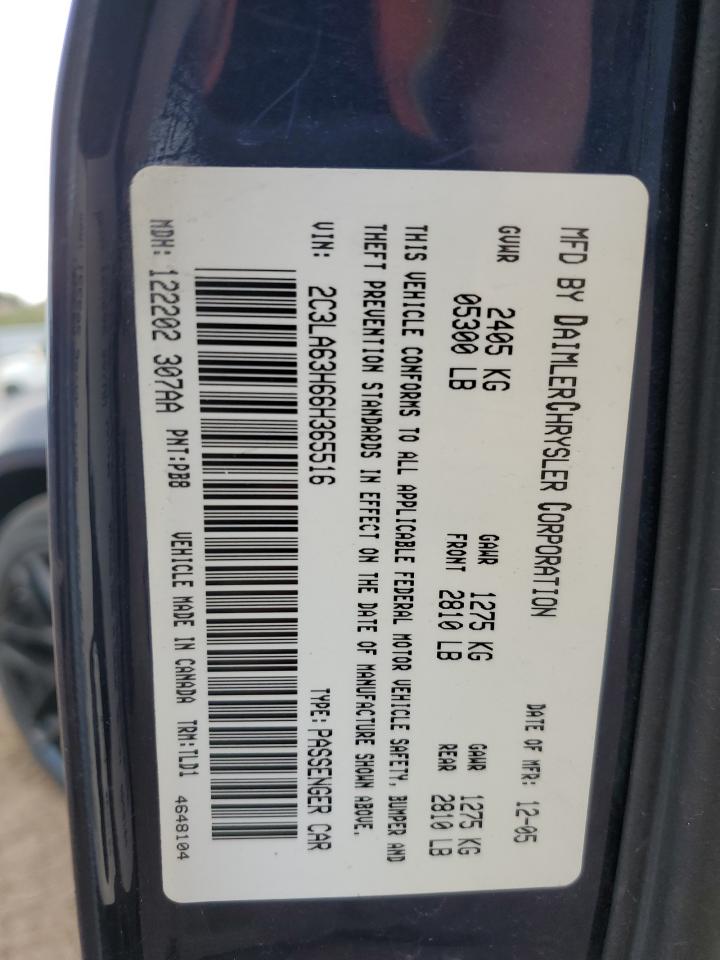 MFD BY DAIMLERCHRYSLER CORPORATION DATE OF MFR: 12-05
GVWR 2405 KG GAWR 1275 KG GAWR 1275 KG
05300 LB FRONT 2810 LB REAR 2810 LB
THIS VEHICLE CONFORMS TO ALL APPLICABLE FEDERAL MOTOR VEHICLE SAFETY, BUMPER AND
THEFT PREVENTION STANDARDS IN EFFECT ON THE DATE OF MANUFACTURE SHOWN ABOVE.
VIN: 2C3LA63H66H365516 TYPE: PASSENGER CAR
MDH: 122202 307AA PNT:PB8 VEHICLE MADE IN CANADA TRM:TLD1 4648104